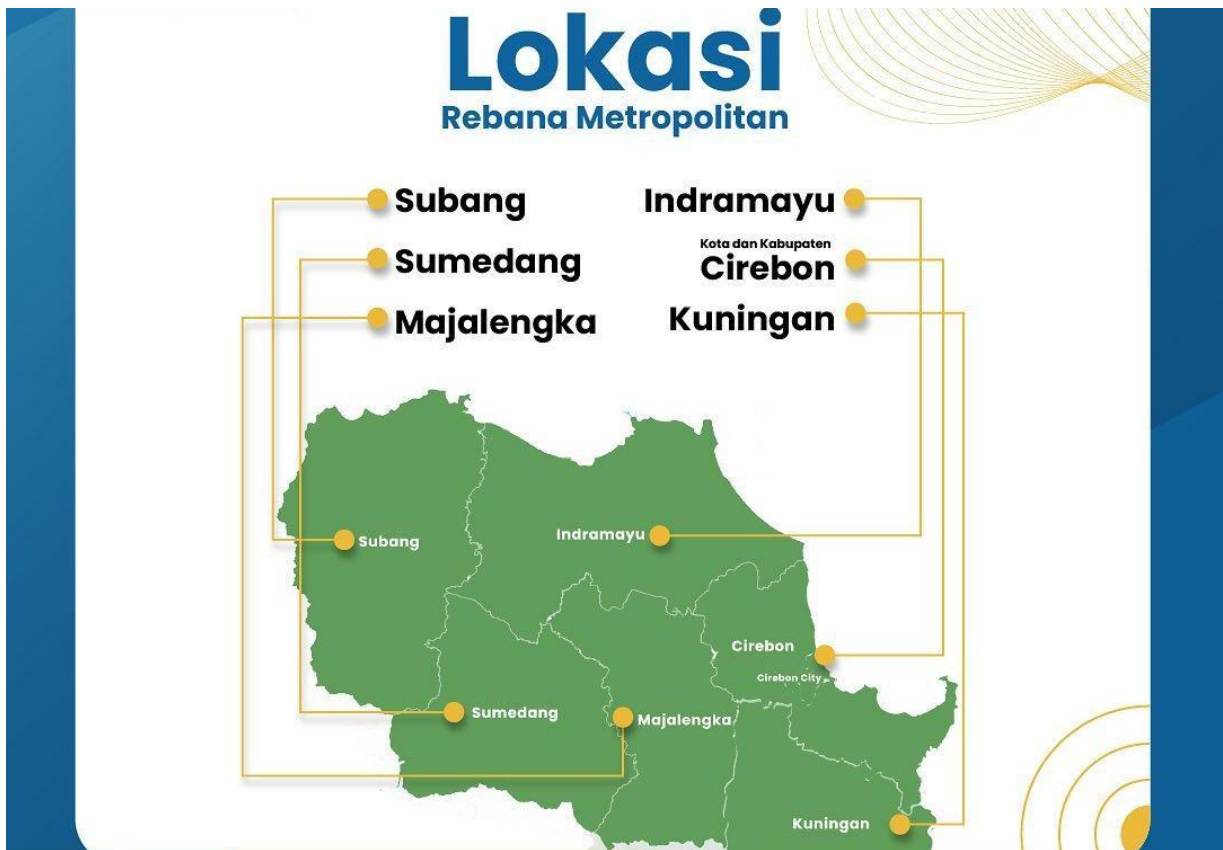 Lokasi
Rebana Metropolitan
Subang
Sumedang
Majalengka
Indramayu
Kota dan Kabupaten
Cirebon
Kuningan
Subang
Indramayu
Cirebon
Cirebon City
Sumedang
Majalengka
Kuningan